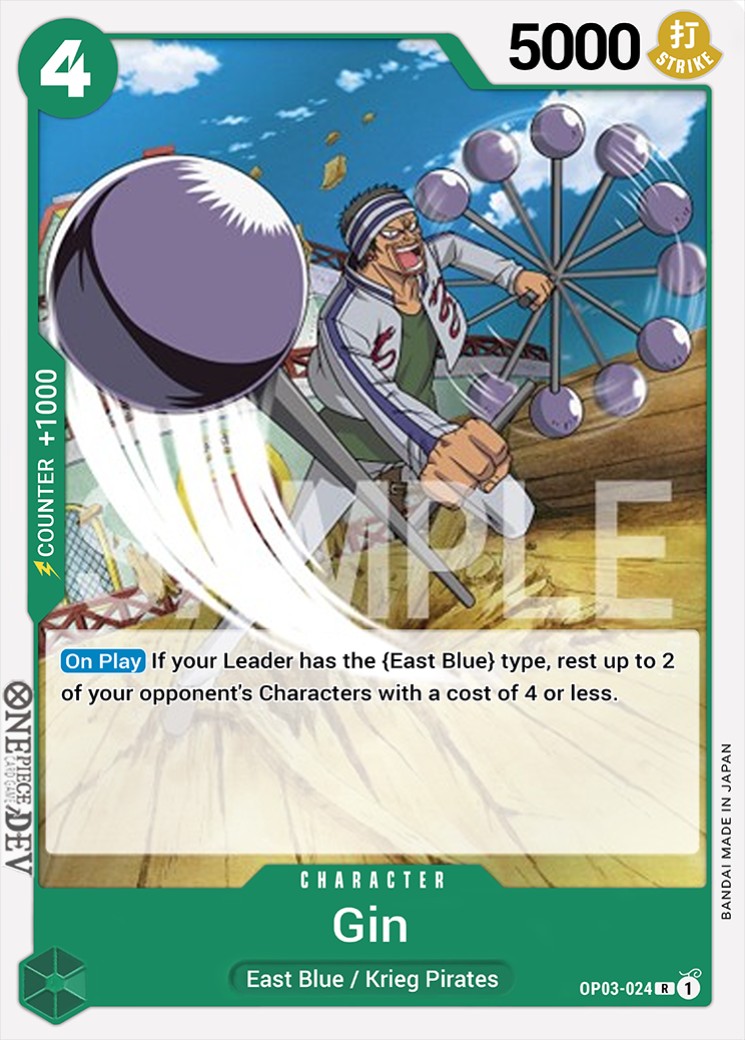 4
5000
打
STRIKE
COUNTER +1000
SAMPLE
On Play If your Leader has the {East Blue} type, rest up to 2
of your opponent's Characters with a cost of 4 or less.
ONE PIECE
CARD GAME
DEV
BANDAI MADE IN JAPAN
CHARACTER
Gin
East Blue / Krieg Pirates
OP03-024 R 1